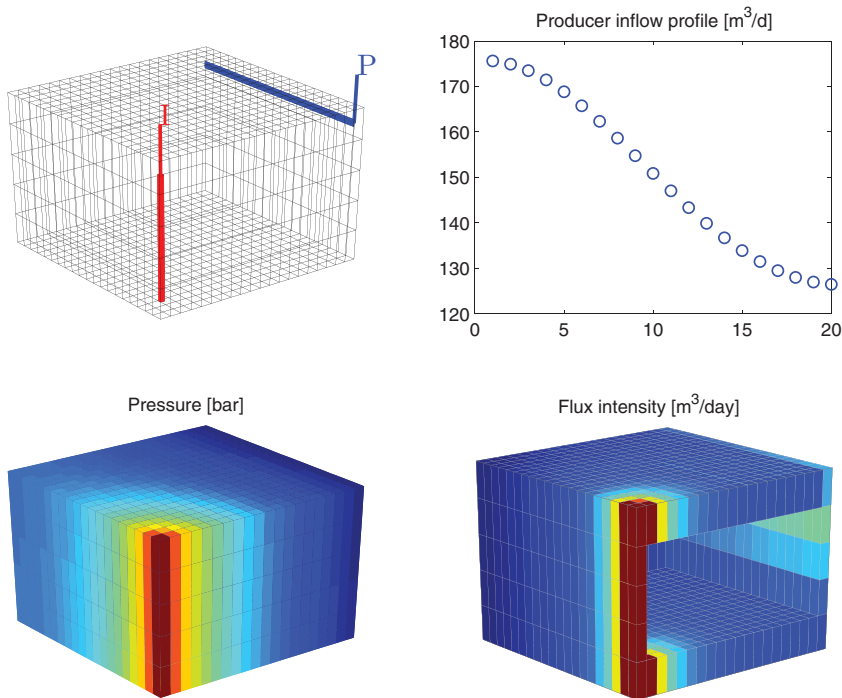 P
I
Producer inflow profile [m³/d]
180
170
160
150
140
130
120
0
5
10
15
20
Pressure [bar]
Flux intensity [m³/day]